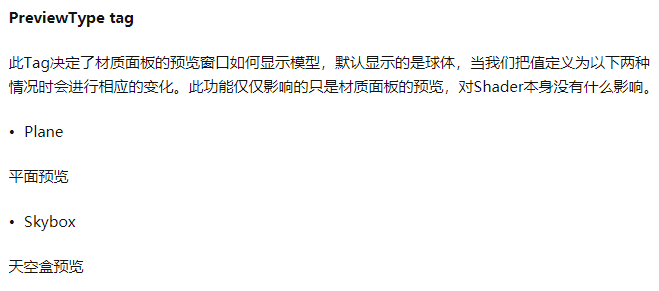 PreviewType tag
此Tag决定了材质面板的预览窗口如何显示模型，默认显示的是球体，当我们把值定义为以下两种
情况时会进行相应的变化。此功能仅仅影响的只是材质面板的预览，对Shader本身没有什么影响。
• Plane
平面预览
• Skybox
天空盒预览